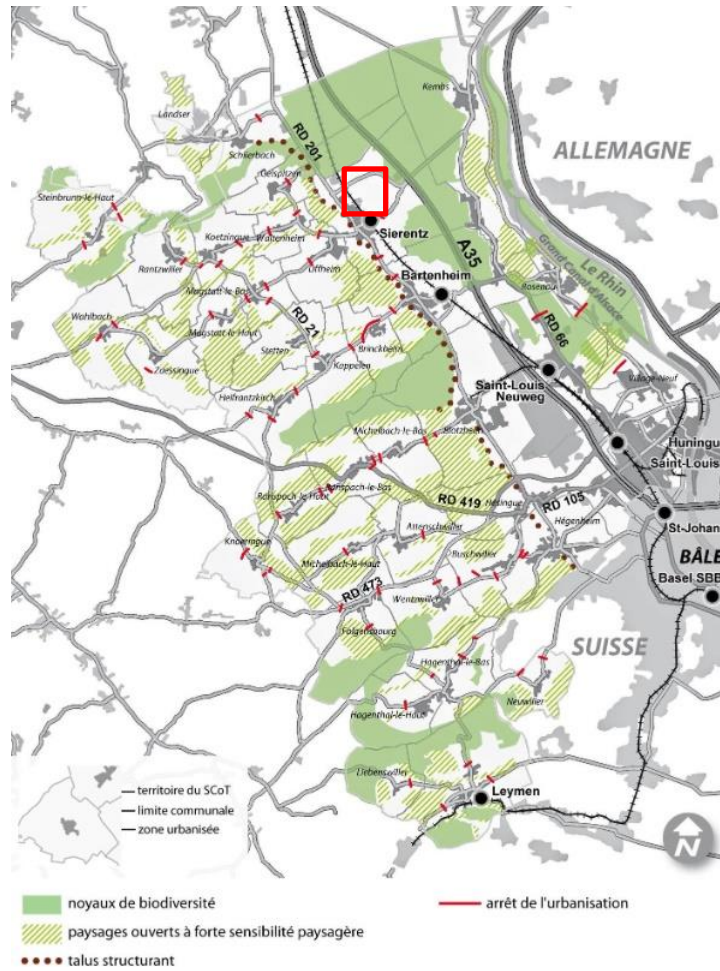 Kembs
Landser
RD 201
ALLEMAGNE
Schlierbach
Geispitzen
Steinbrunn-le-Haut
Sierentz
A35
Koetzingue
Waltenheim
Uffheim
Rantzwiller
Bartenheim
Le Rhin
Grand Canal d'Alsace
Rosenau
Magstatt-le-Bas
Wahlbach
Magstatt-le-Haut
RD 21
RD 66
Stetten
Brinckheim
Zaessingue
Kappelen
Saint-Louis
Neuweg
Village-Neuf
Helfrantzkirch
Michelbach-le-Bas
Blotzheim
Huningue
Saint-Louis
Ranspach-le-Haut
Ranspach-le-Bas
RD 419
Hésingue
RD 105
St-Johan
Attenschwiller
Hégenheim
Knoeringue
Michelbach-le-Haut
Buschwiller
BÂLE
Basel SBB
RD 473
Wentzwiller
Folgensbourg
SUISSE
Hagenthal-le-Bas
Neuwiller
Hagenthal-le-Haut
Liebenswiller
Leymen
territoire du SCoT
limite communale
zone urbanisée
N
noyaux de biodiversité
arrêt de l'urbanisation
paysages ouverts à forte sensibilité paysagère
talus structurant